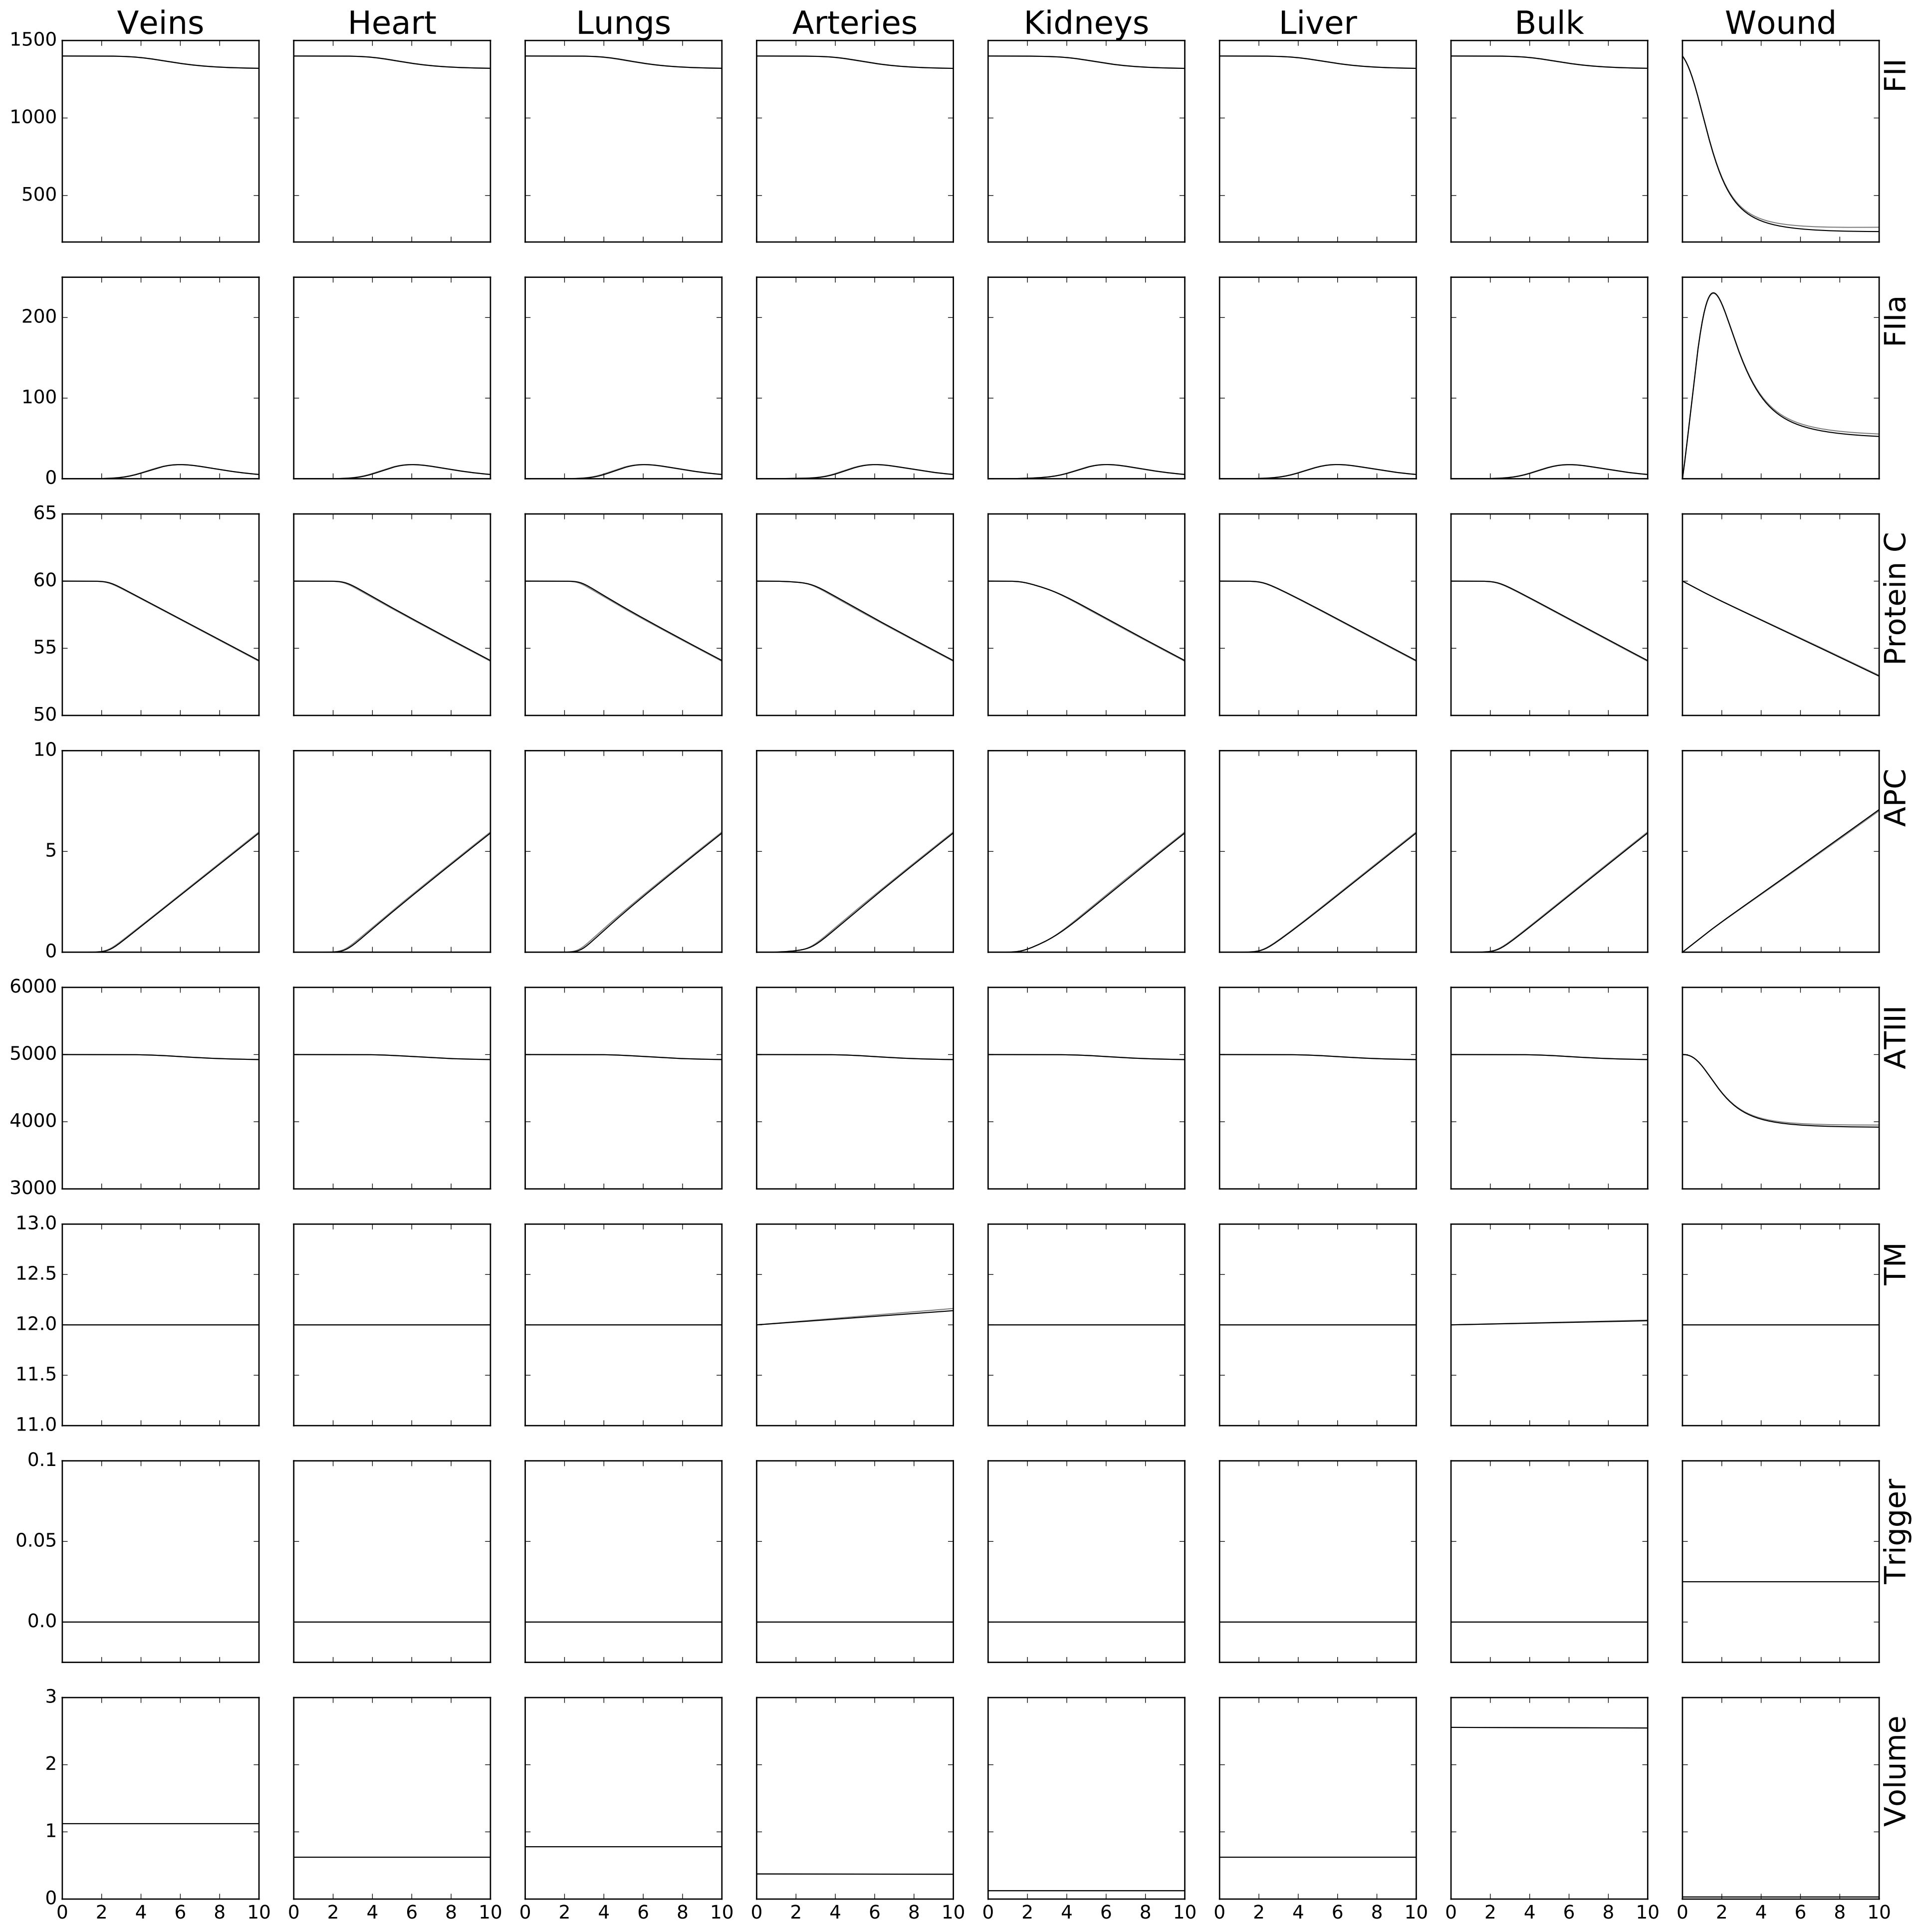 Veins Heart Lungs Arteries Kidneys Liver Bulk Wound
1500
1000
500
FII
200
100
0
FIIa
65
60
55
50
Protein C
10
5
0
APC
6000
5000
4000
3000
ATIII
13.0
12.5
12.0
11.5
11.0
TM
0.1
0.05
0.0
Trigger
3
2
1
0
Volume
0 2 4 6 8 10 0 2 4 6 8 10 0 2 4 6 8 10 0 2 4 6 8 10 0 2 4 6 8 10 0 2 4 6 8 10 0 2 4 6 8 10 0 2 4 6 8 10